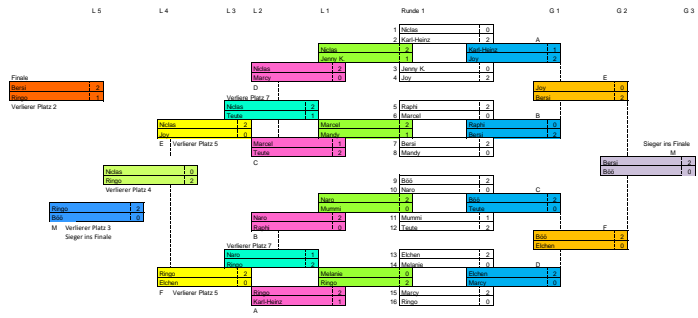 L 5 L 4 L 3 L 2 L 1 Runde 1 G 1 G 2 G 3
1 Niclas 0
2 Karl-Heinz 2 A
Niclas 2 Karl-Heinz 1
Jenny K. 1 Joy 2
Niclas 2 3 Jenny K. 0
Marcy 0 4 Joy 2
Finale E
Bersi 2 D Joy 0
Ringo 1 Verliere Platz 7 Bersi 2
Verlierer Platz 2 Niclas 2 5 Raphi 2
Teute 1 6 Marcel 0 B
Niclas 2 Marcel 2 Raphi 0
Joy 0 Mandy 1 Bersi 2
E Verlierer Platz 5 Marcel 1 7 Bersi 2 Sieger ins Finale
Teute 2 8 Mandy 0 M
C Bersi 2
Niclas 0 Böö 0
Ringo 2 9 Böö 2
Verlierer Platz 4 10 Naro 0 C
Naro 2 Böö 2
Ringo 2 Mummi 0 Teute 0
Böö 0 Naro 2 11 Mummi 1
M Verlierer Platz 3 Raphi 0 12 Teute 2 F
Sieger ins Finale B Böö 2
Verlierer Platz 7 Elchen 0
Naro 1 13 Elchen 2
Ringo 2 14 Melanie 0 D
Ringo 2 Melanie 0 Elchen 2
Elchen 0 Ringo 2 Marcy 0
F Verlierer Platz 5 Ringo 2 15 Marcy 2
Karl-Heinz 1 16 Ringo 0
A